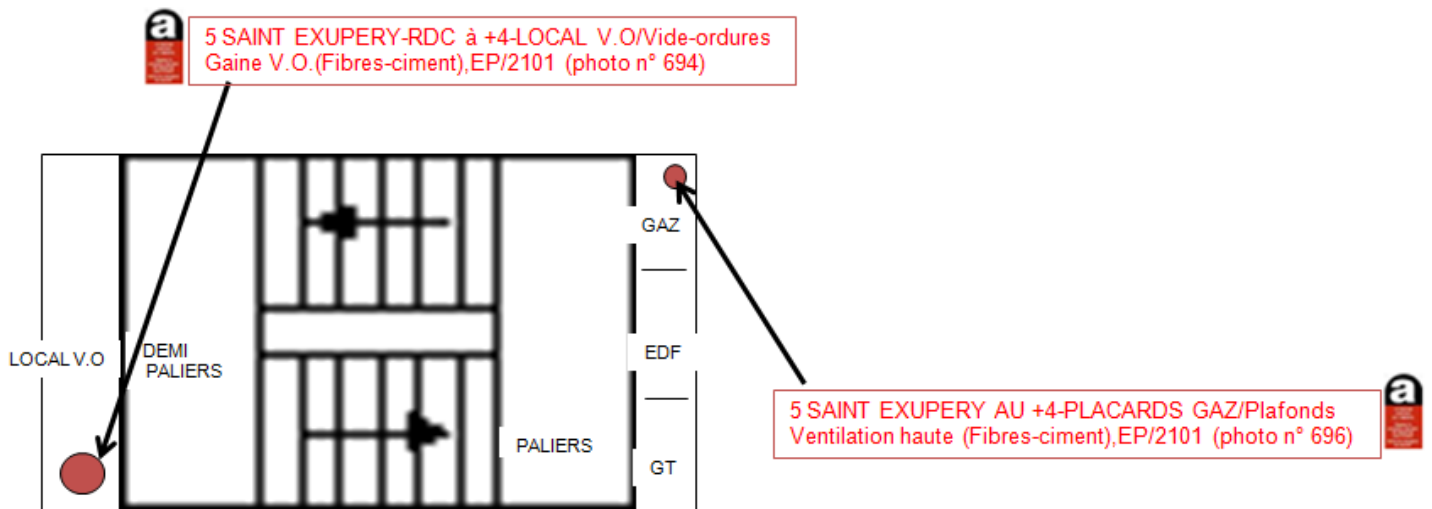 a
5 SAINT EXUPERY-RDC à +4-LOCAL V.O/Vide-ordures
Gaine V.O.(Fibres-ciment),EP/2101 (photo n° 694)
GAZ
LOCAL V.O
DEMI
PALIERS
EDF
PALIERS
GT
5 SAINT EXUPERY AU +4-PLACARDS GAZ/Plafonds
Ventilation haute (Fibres-ciment),EP/2101 (photo n° 696)
a